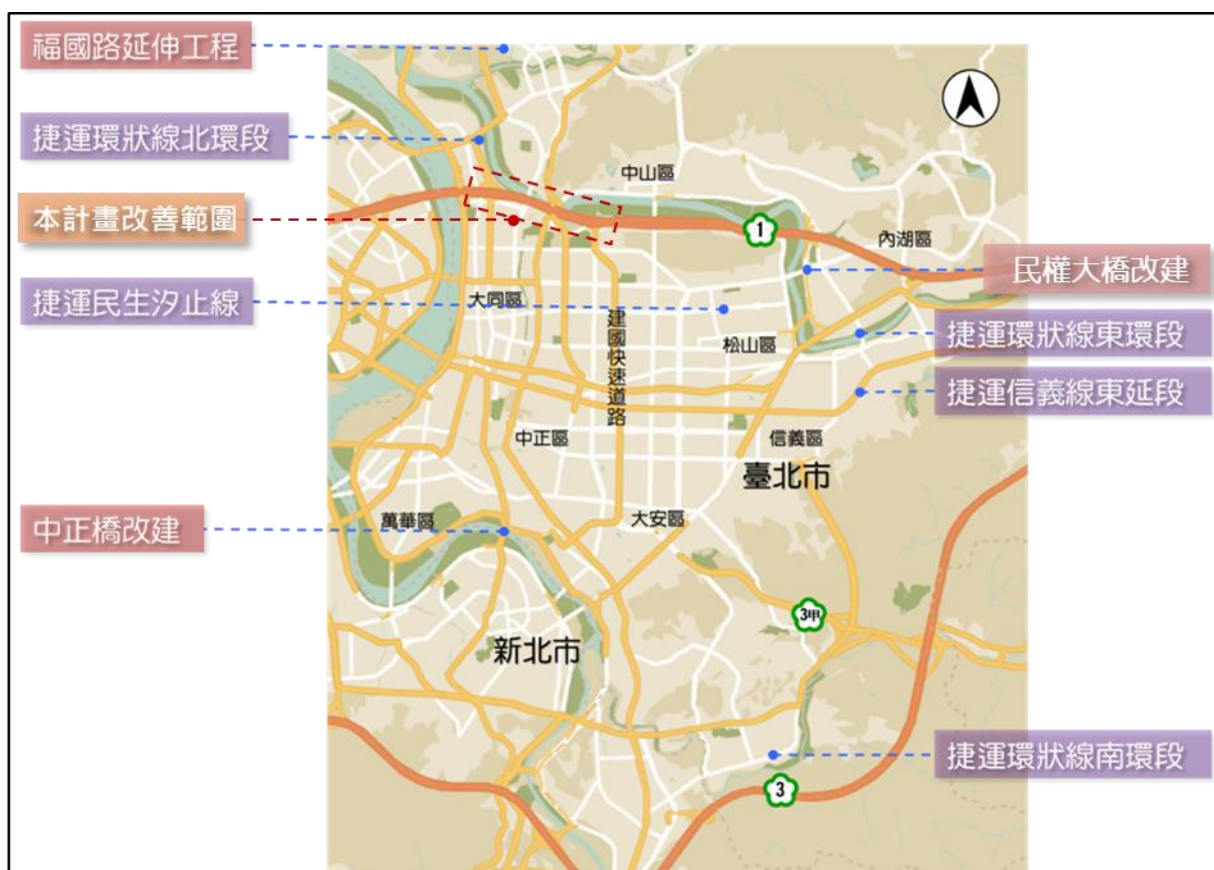 福國路延伸工程
捷運環狀線北環段
中山區
本計畫改善範圍
1
內湖區
民權大橋改建
捷運民生汐止線
大同區
建國快速道路
松山區
捷運環狀線東環段
捷運信義線東延段
中正區
信義區
臺北市
中正橋改建
萬華區
大安區
3甲
新北市
捷運環狀線南環段
3